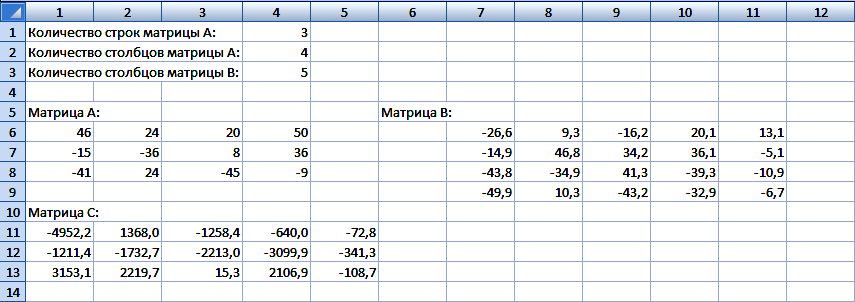 1 2 3 4 5 6 7 8 9 10 11 12
1 Количество строк матрицы A: 3
2 Количество столбцов матрицы A: 4
3 Количество столбцов матрицы B: 5
4
5 Матрица A: Матрица B:
6 46 24 20 50 -26,6 9,3 -16,2 20,1 13,1
7 -15 -36 8 36 -14,9 46,8 34,2 36,1 -5,1
8 -41 24 -45 -9 -43,8 -34,9 41,3 -39,3 -10,9
9 -49,9 10,3 -43,2 -32,9 -6,7
10 Матрица C:
11 -4952,2 1368,0 -1258,4 -640,0 -72,8
12 -1211,4 -1732,7 -2213,0 -3099,9 -341,3
13 3153,1 2219,7 15,3 2106,9 -108,7
14